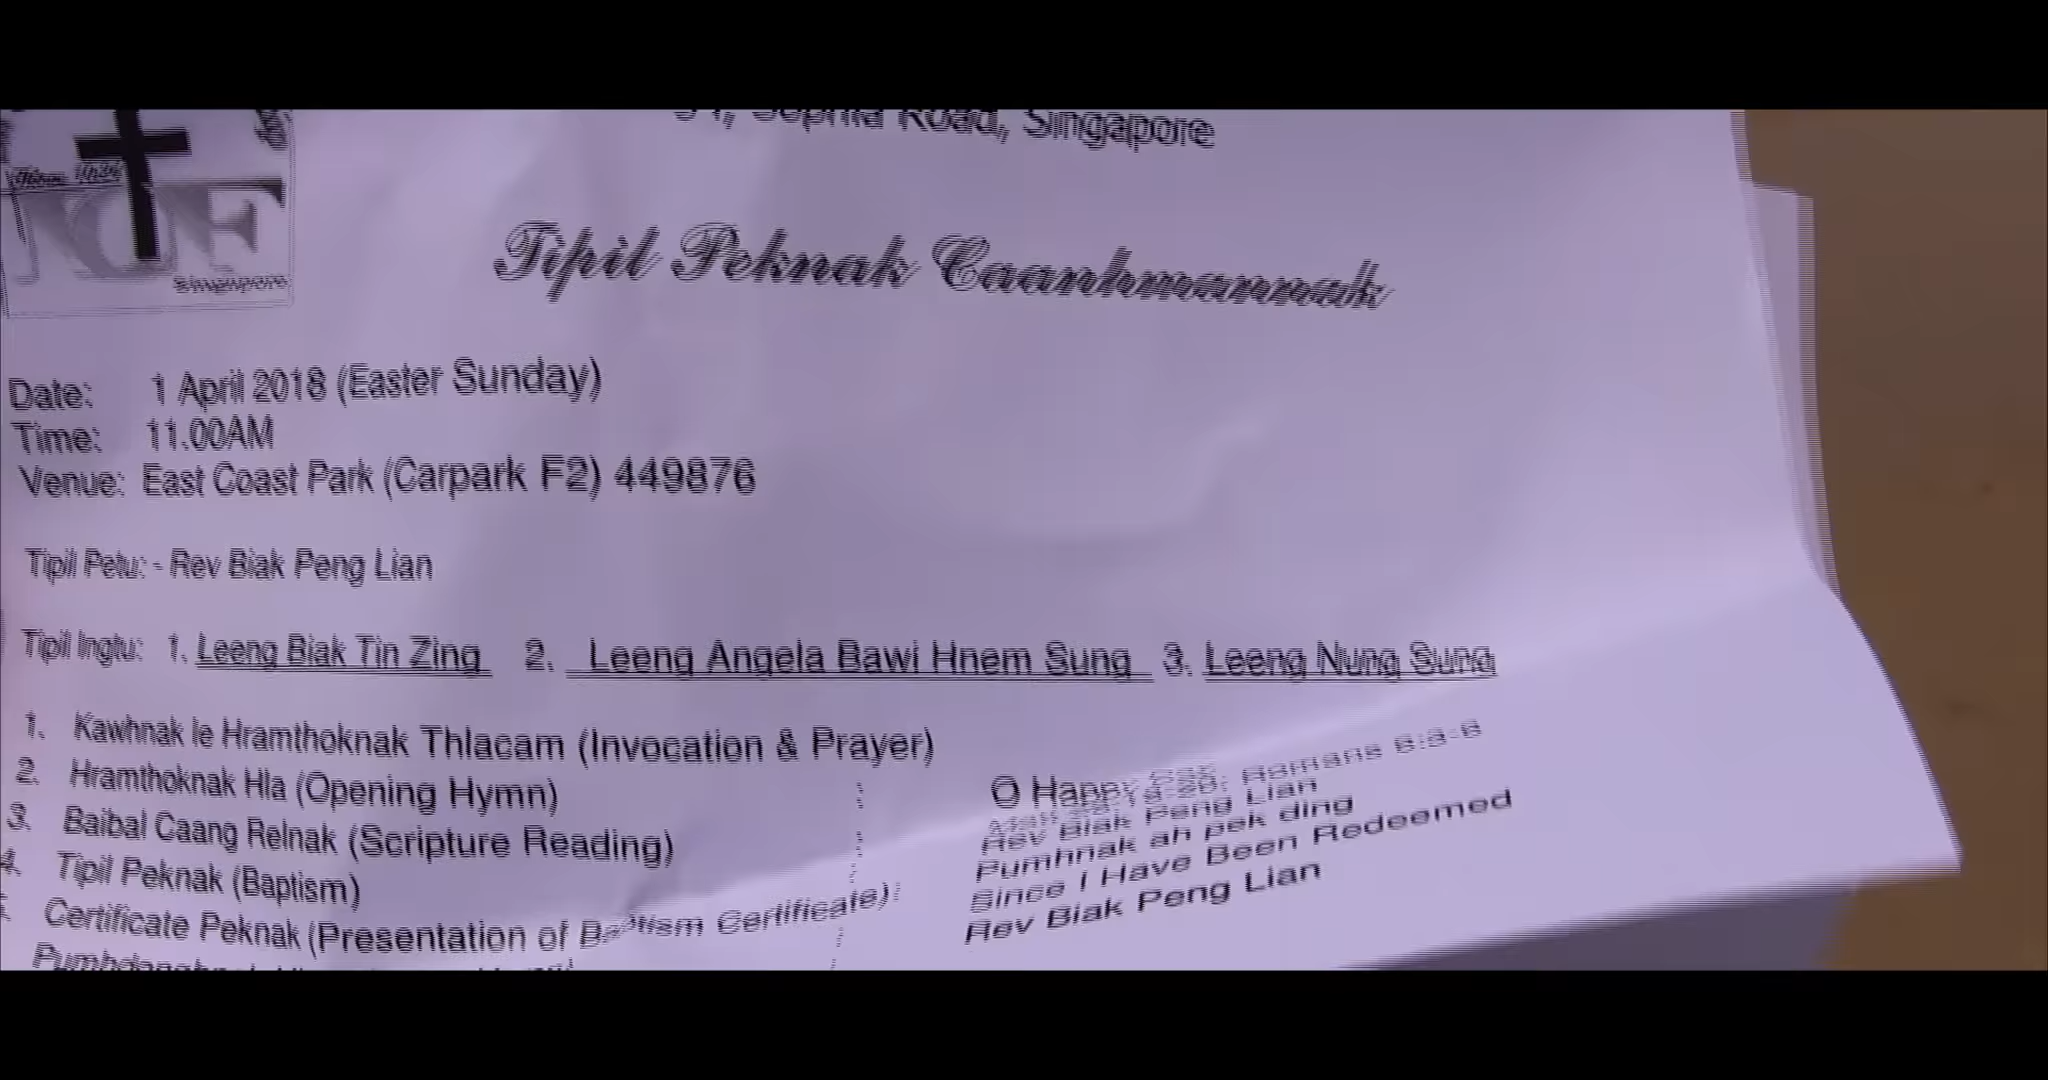 Sophia Road, Singapore
JCF
Singapore
Tipil Peknak Caanhmannak
Date: 1 April 2018 (Easter Sunday)
Time: 11.00AM
Venue: East Coast Park (Carpark F2) 449876
Tipil Petu: - Rev Biak Peng Lian
Tipil Ingtu: 1. Leeng Biak Tin Zing 2. Leeng Angela Bawi Hnem Sung 3. Leeng Nung Sung
1. Kawhnak le Hramthoknak Thlacam (Invocation & Prayer)
2. Hramthoknak Hla (Opening Hymn) : O Happy
3. Baibal Caang Relnak (Scripture Reading) : Romans 6:3-6
4. Tipil Peknak (Baptism) : Rev Biak Peng Lian
Certificate Peknak (Presentation of Baptism Certificate): Pumhnak ah pek ding
Since I Have Been Redeemed
Rev Biak Peng Lian